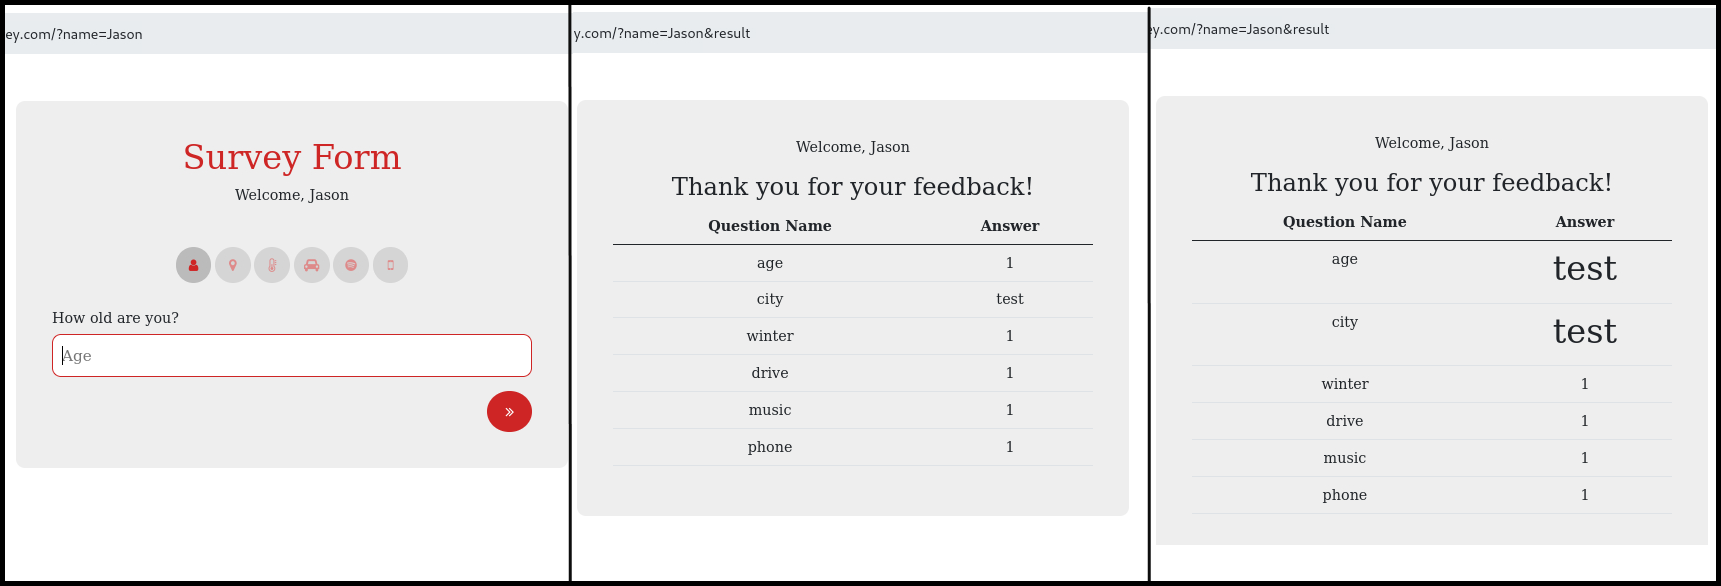 ey.com/?name=Jason
Survey Form
Welcome, Jason
How old are you?
Age
y.com/?name=Jason&result
Welcome, Jason
Thank you for your feedback!
Question Name Answer
age 1
city test
winter 1
drive 1
music 1
phone 1
ey.com/?name=Jason&result
Welcome, Jason
Thank you for your feedback!
Question Name Answer
age test
city test
winter 1
drive 1
music 1
phone 1